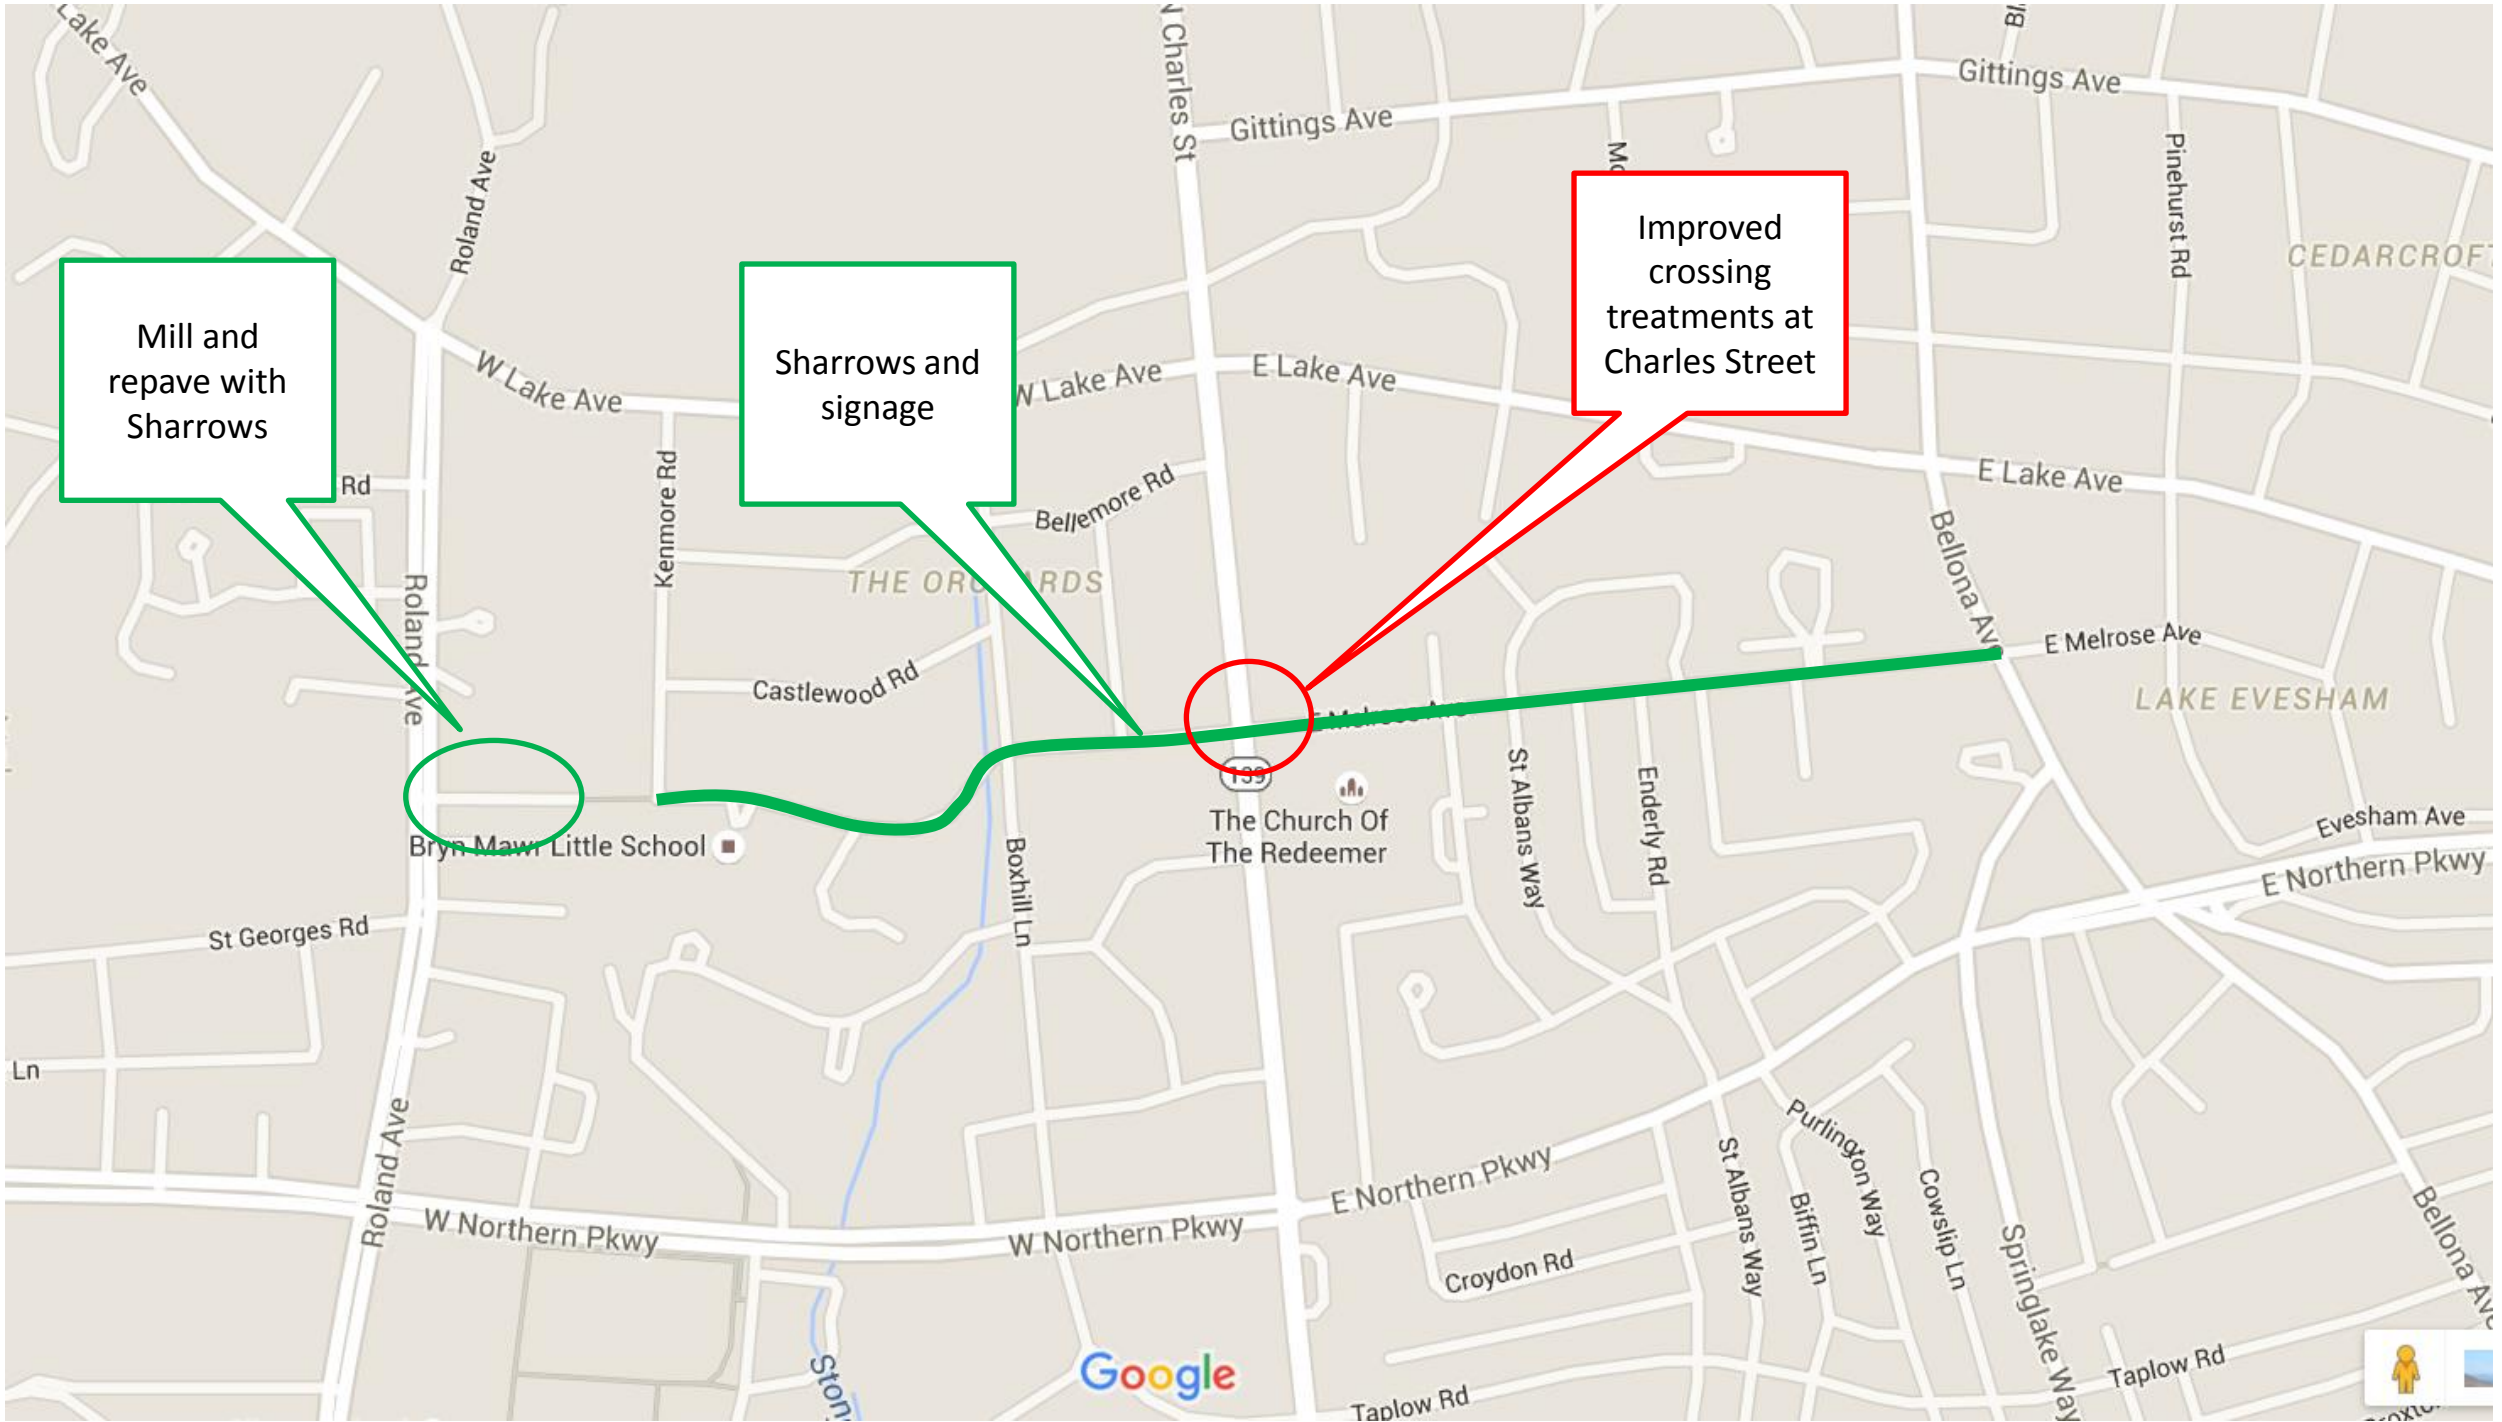 Lake Ave
Roland Ave
N Charles St
Gittings Ave
Gittings Ave
Pinehurst Rd
Mill and
repave with
Sharrows
Sharrows and
signage
Improved
crossing
treatments at
Charles Street
W Lake Ave
W Lake Ave
E Lake Ave
E Lake Ave
Rd
Kenmore Rd
Bellemore Rd
Roland Ave
THE ORCHARDS
Castlewood Rd
Bellona Ave
E Melrose Ave
E Melrose Ave
LAKE EVESHAM
139
The Church Of
The Redeemer
Bryn Mawr Little School
Boxhill Ln
St Albans Way
Enderly Rd
Evesham Ave
E Northern Pkwy
St Georges Rd
Ln
Roland Ave
W Northern Pkwy
W Northern Pkwy
E Northern Pkwy
Croydon Rd
St Albans Way
Purlington Way
Biffin Ln
Cowslip Ln
Springlake Way
Bellona Ave
Taplow Rd
Taplow Rd
Google